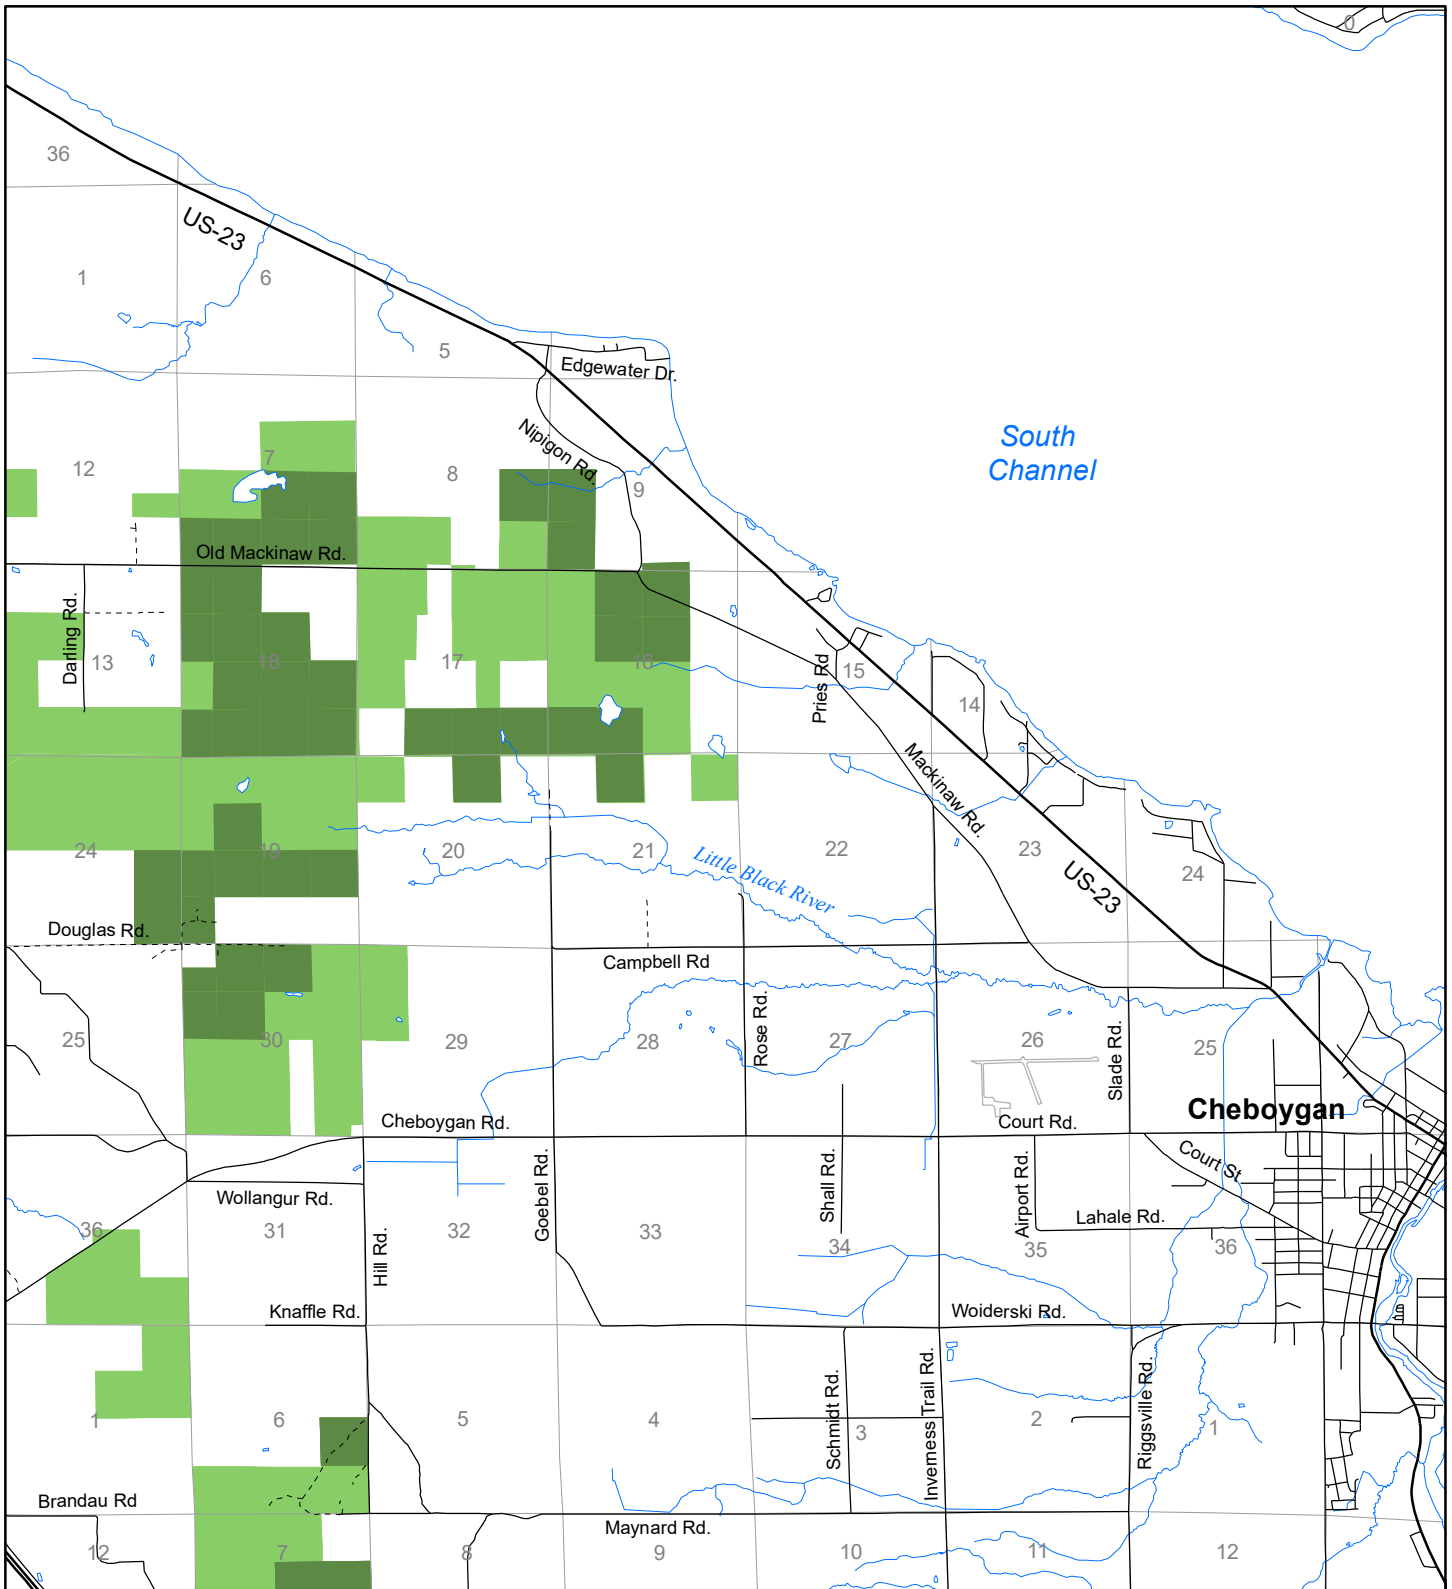 0
36
US-23
1
6
5
Edgewater Dr.
South
Channel
Nipigon Rd.
12
7
8
9
Old Mackinaw Rd.
Darling Rd.
13
18
17
16
Pries Rd
15
14
Mackinaw Rd.
24
19
20
21
Little Black River
22
23
US-23
24
Douglas Rd.
Campbell Rd
Rose Rd.
25
30
29
28
27
26
Slade Rd.
25
Cheboygan
Cheboygan Rd.
Court Rd.
Court St
Wollangur Rd.
Goebel Rd.
Shall Rd.
Airport Rd.
Lahale Rd.
36
31
Hill Rd.
32
33
34
35
36
Knaffle Rd.
Woiderski Rd.
Schmidt Rd.
Inverness Trail Rd.
Riggsville Rd.
1
6
5
4
3
2
1
Brandau Rd
Maynard Rd.
12
7
8
9
10
11
12